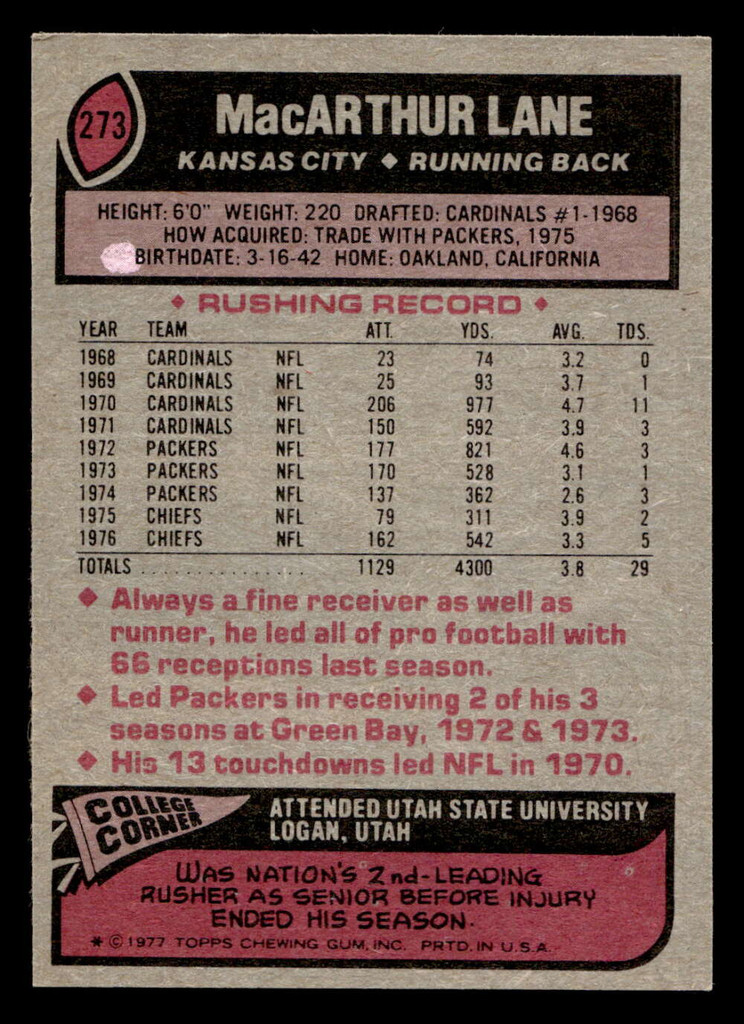 273
MacARTHUR LANE
KANSAS CITY ♦ RUNNING BACK
HEIGHT: 6'0" WEIGHT: 220 DRAFTED: CARDINALS #1-1968
HOW ACQUIRED: TRADE WITH PACKERS, 1975
BIRTHDATE: 3-16-42 HOME: OAKLAND, CALIFORNIA
♦ RUSHING RECORD ♦
YEAR TEAM ATT. YDS. AVG. TDS.
1968 CARDINALS NFL 23 74 3.2 0
1969 CARDINALS NFL 25 93 3.7 1
1970 CARDINALS NFL 206 977 4.7 11
1971 CARDINALS NFL 150 592 3.9 3
1972 PACKERS NFL 177 821 4.6 3
1973 PACKERS NFL 170 528 3.1 1
1974 PACKERS NFL 137 362 2.6 3
1975 CHIEFS NFL 79 311 3.9 2
1976 CHIEFS NFL 162 542 3.3 5
TOTALS . . . . . . . . . . . . . . . 1129 4300 3.8 29
♦ Always a fine receiver as well as
runner, he led all of pro football with
66 receptions last season.
♦ Led Packers in receiving 2 of his 3
seasons at Green Bay, 1972 & 1973.
♦ His 13 touchdowns led NFL in 1970.
COLLEGE
CORNER
ATTENDED UTAH STATE UNIVERSITY
LOGAN, UTAH
WAS NATION'S 2nd-LEADING
RUSHER AS SENIOR BEFORE INJURY
ENDED HIS SEASON.
* © 1977 TOPPS CHEWING GUM, INC. PRTD. IN U.S.A.